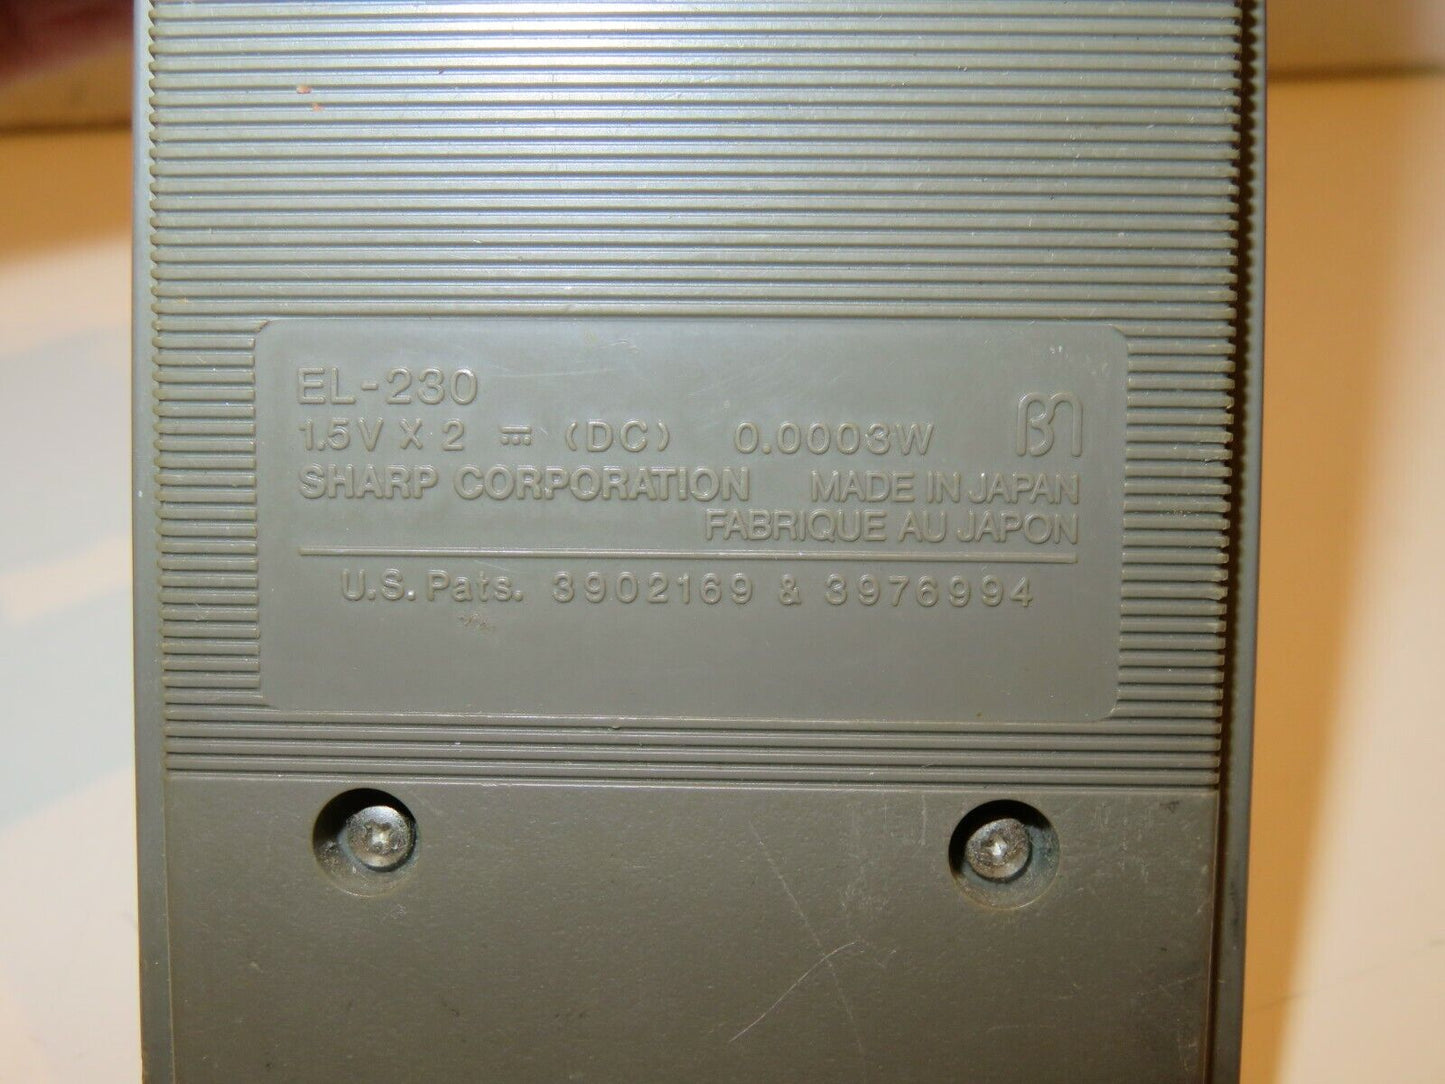 EL-230
1.5V X 2 ⎓ (DC) 0.0003W
SHARP CORPORATION MADE IN JAPAN
FABRIQUE AU JAPON
U.S. Pats. 3902169 & 3976994